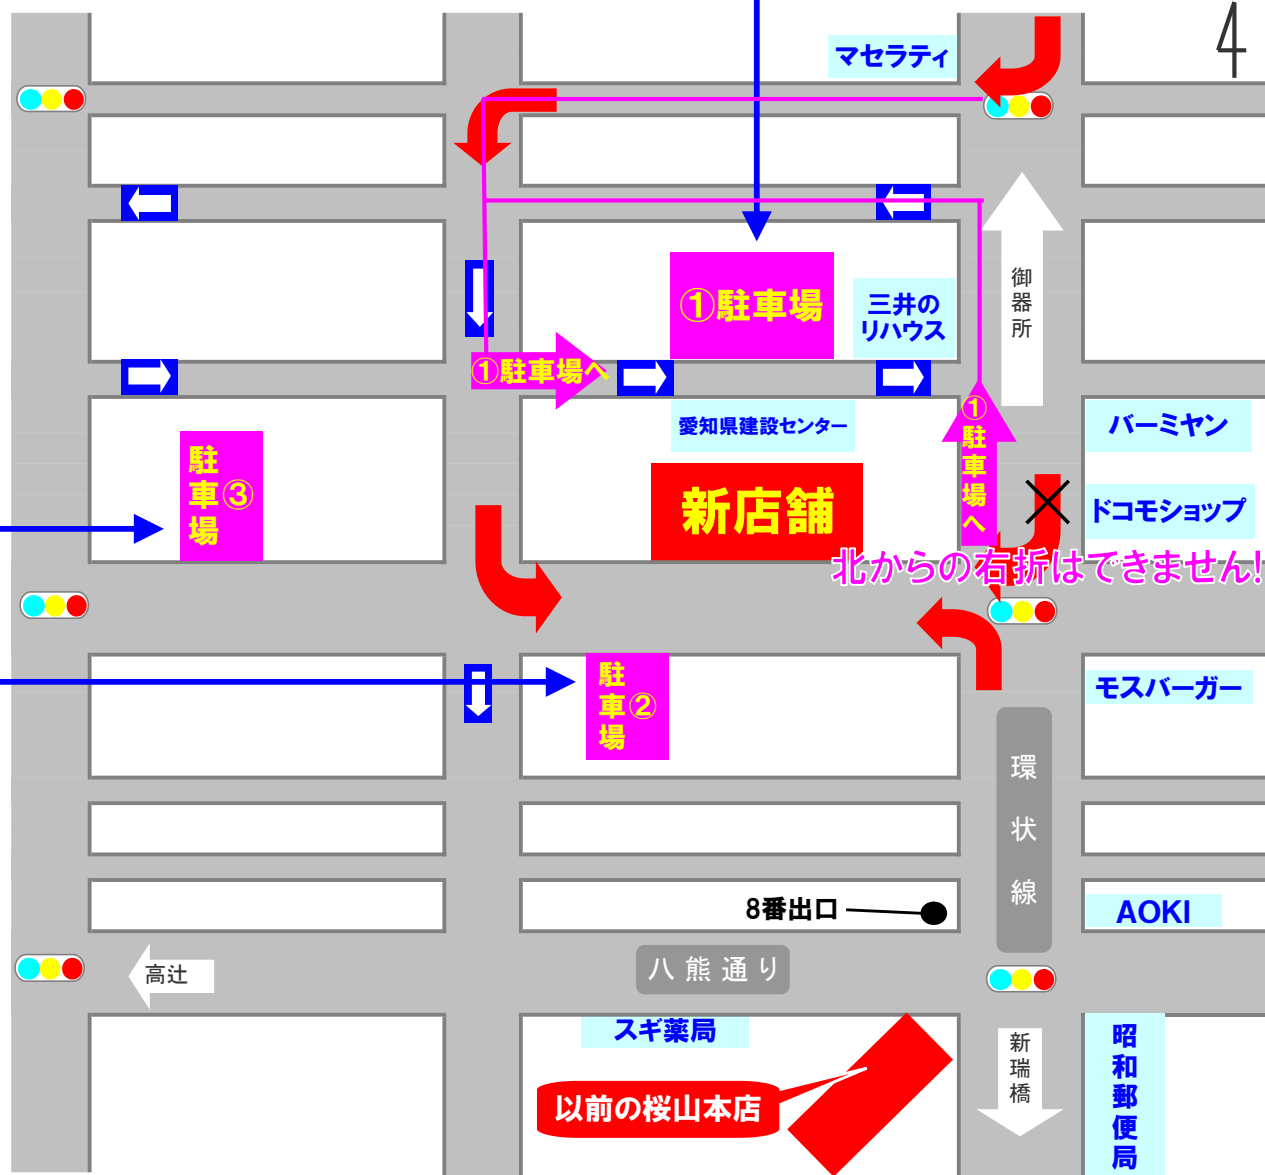 4
マセラティ
御器所
①駐車場
三井の
リハウス
①駐車場へ
愛知県建設センター
①駐車場へ
バーミヤン
駐車場③
新店舗
ドコモショップ
北からの右折はできません!
駐車場②
モスバーガー
環状線
8番出口
AOKI
高辻
八熊通り
スギ薬局
新瑞橋
昭和郵便局
以前の桜山本店